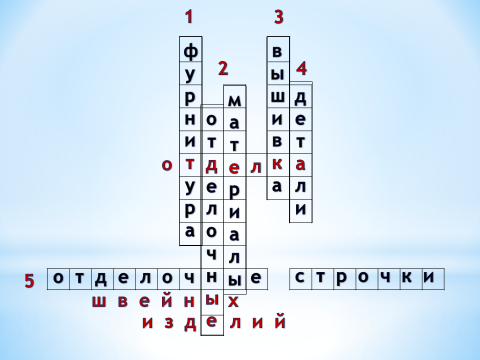 1 фурнитура
2 отделочные материалы
3 вышивка
4 детали
отделка
5 отделочные строчки
швейных
изделий